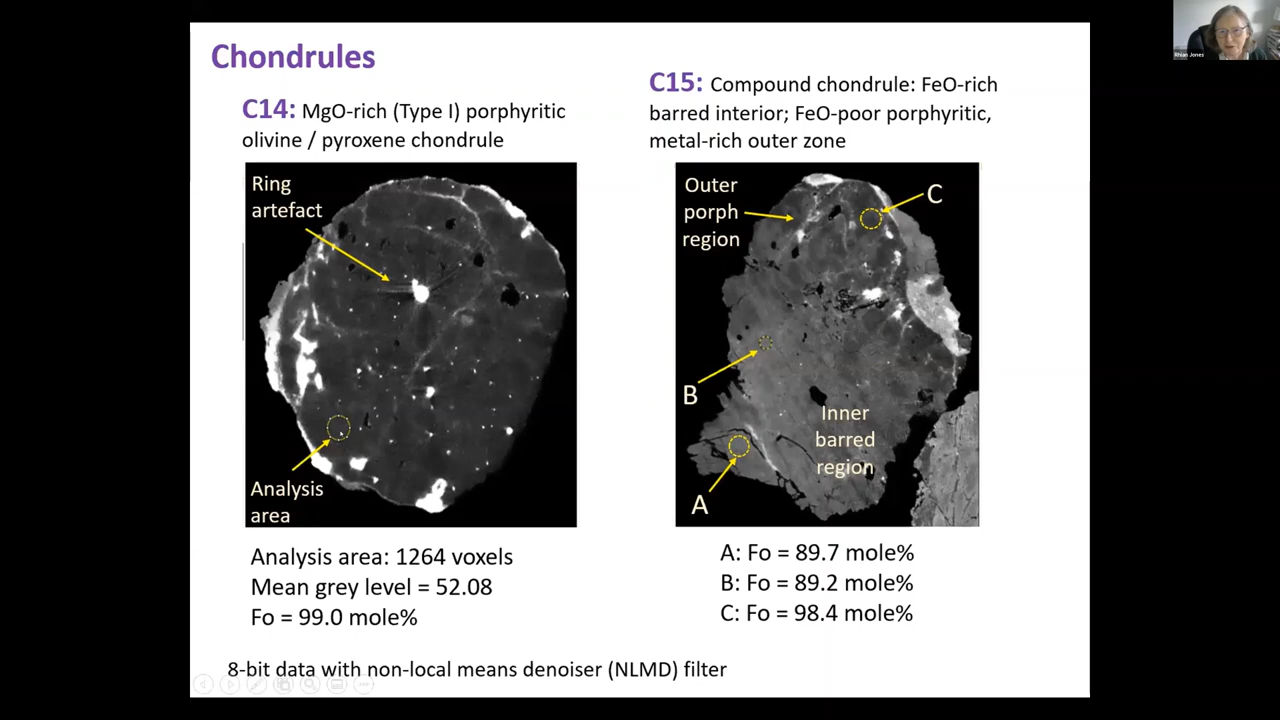 Chondrules
C14: MgO-rich (Type I) porphyritic
olivine / pyroxene chondrule
Ring
artefact
Analysis
area
Analysis area: 1264 voxels
Mean grey level = 52.08
Fo = 99.0 mole%
C15: Compound chondrule: FeO-rich
barred interior; FeO-poor porphyritic,
metal-rich outer zone
Outer
porph
region
C
B
Inner
barred
region
A
A: Fo = 89.7 mole%
B: Fo = 89.2 mole%
C: Fo = 98.4 mole%
8-bit data with non-local means denoiser (NLMD) filter
Rhian Jones